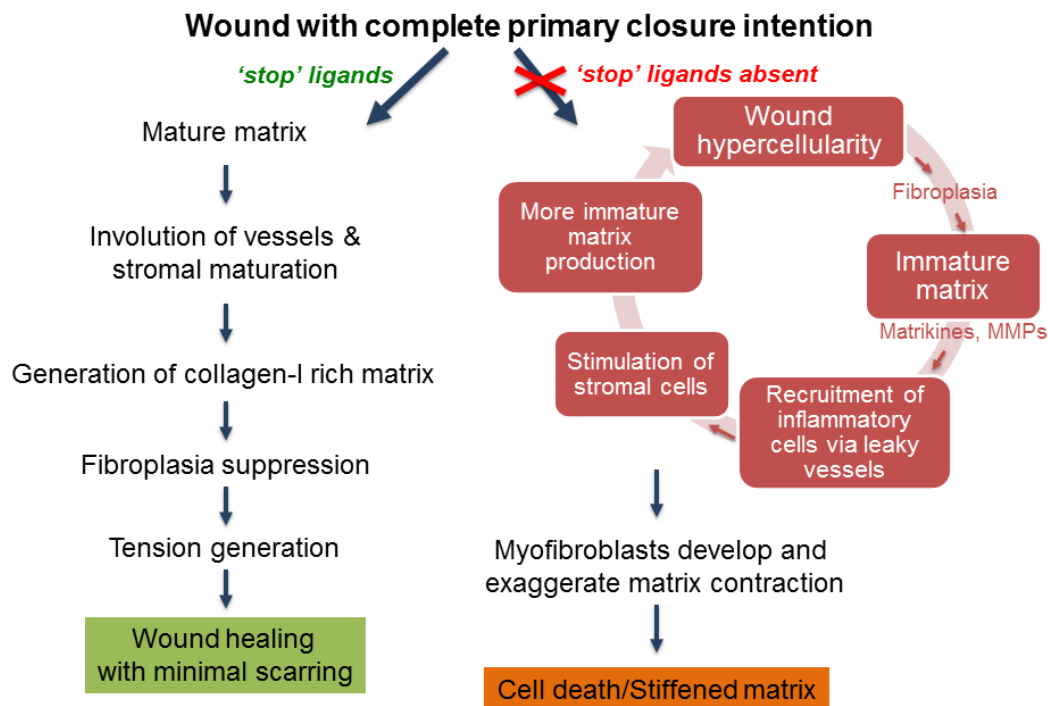 Wound with complete primary closure intention
‘stop’ ligands
‘stop’ ligands absent
Mature matrix
Involution of vessels &
stromal maturation
Generation of collagen-I rich matrix
Fibroplasia suppression
Tension generation
Wound healing
with minimal scarring
Wound
hypercellularity
Fibroplasia
Immature
matrix
Matrikines, MMPs
Recruitment of
inflammatory
cells via leaky
vessels
Stimulation of
stromal cells
More immature
matrix
production
Myofibroblasts develop and
exaggerate matrix contraction
Cell death/Stiffened matrix